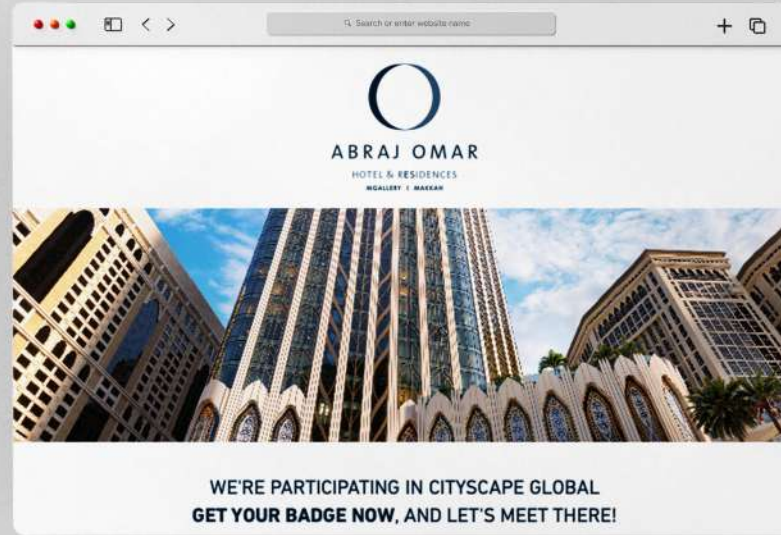 Search or enter website name
ABRAJ OMAR
HOTEL & RESIDENCES
MGALLERY | MAKKAH
WE'RE PARTICIPATING IN CITYSCAPE GLOBAL
GET YOUR BADGE NOW, AND LET'S MEET THERE!